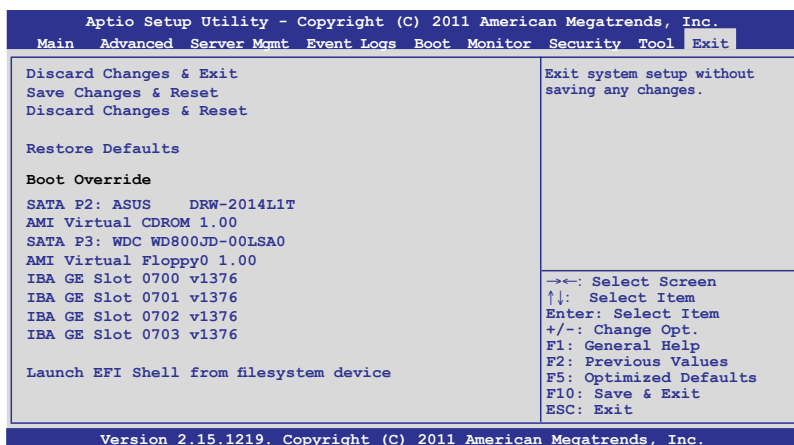 Aptio Setup Utility - Copyright (C) 2011 American Megatrends, Inc.
Main Advanced Server Mgmt Event Logs Boot Monitor Security Tool Exit
Discard Changes & Exit
Save Changes & Reset
Discard Changes & Reset
Restore Defaults
Boot Override
SATA P2: ASUS DRW-2014L1T
AMI Virtual CDROM 1.00
SATA P3: WDC WD800JD-00LSA0
AMI Virtual Floppy0 1.00
IBA GE Slot 0700 v1376
IBA GE Slot 0701 v1376
IBA GE Slot 0702 v1376
IBA GE Slot 0703 v1376
Launch EFI Shell from filesystem device
Exit system setup without
saving any changes.
→←: Select Screen
↑↓: Select Item
Enter: Select Item
+/-: Change Opt.
F1: General Help
F2: Previous Values
F5: Optimized Defaults
F10: Save & Exit
ESC: Exit
Version 2.15.1219. Copyright (C) 2011 American Megatrends, Inc.